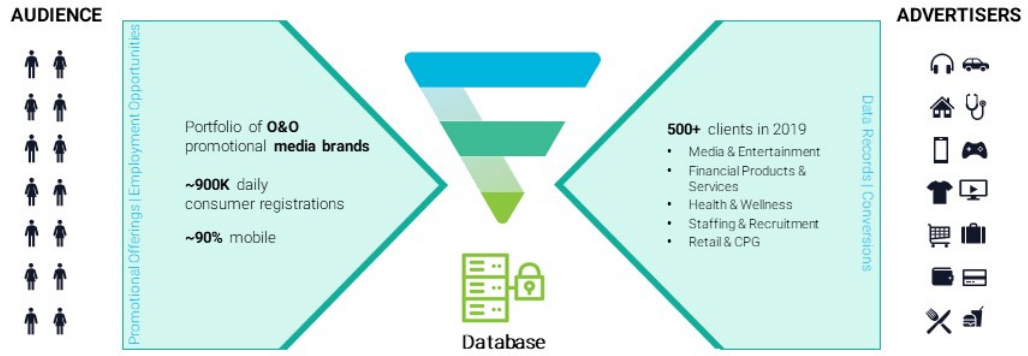 AUDIENCE
Promotional Offerings | Employment Opportunities
Portfolio of O&O
promotional media brands
~900K daily
consumer registrations
~90% mobile
Database
500+ clients in 2019
• Media & Entertainment
• Financial Products &
Services
• Health & Wellness
• Staffing & Recruitment
• Retail & CPG
Data Records | Conversions
ADVERTISERS